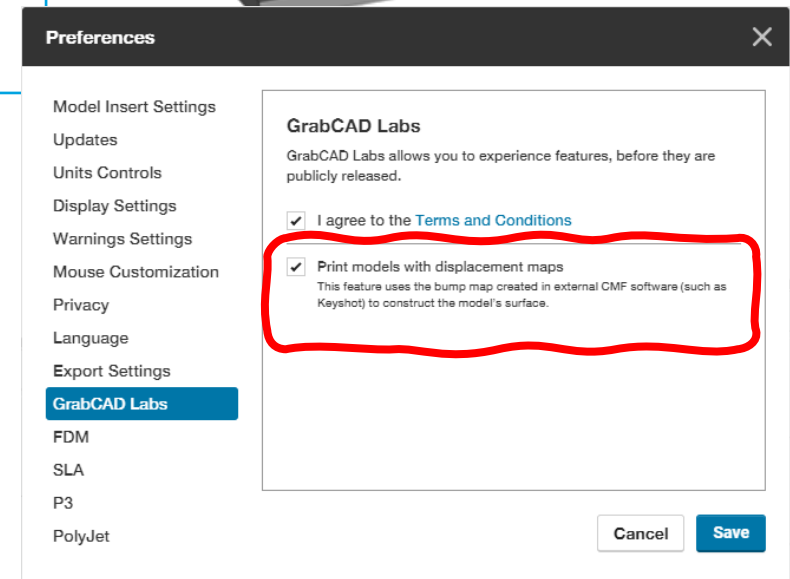 Preferences
Model Insert Settings
Updates
Units Controls
Display Settings
Warnings Settings
Mouse Customization
Privacy
Language
Export Settings
GrabCAD Labs
FDM
SLA
P3
PolyJet
GrabCAD Labs
GrabCAD Labs allows you to experience features, before they are
publicly released.
I agree to the Terms and Conditions
Print models with displacement maps
This feature uses the bump map created in external CMF software (such as
Keyshot) to construct the model's surface.
Cancel
Save